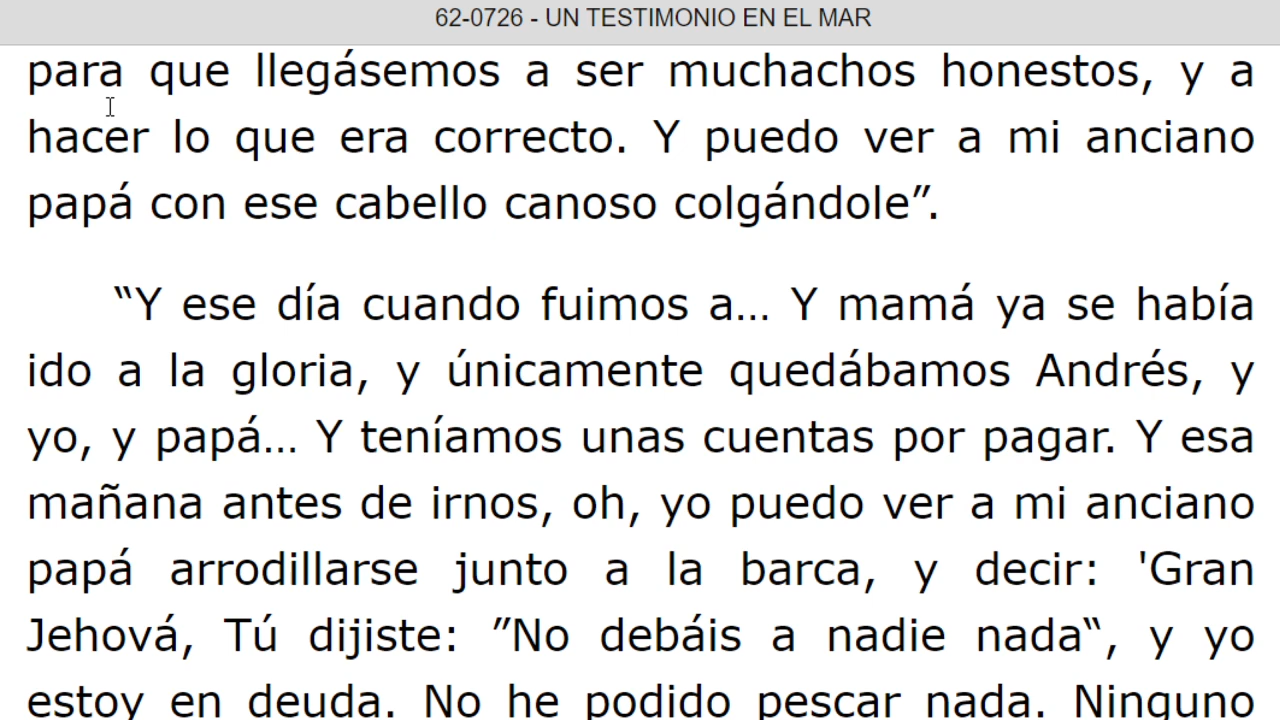 62-0726 - UN TESTIMONIO EN EL MAR
para que llegásemos a ser muchachos honestos, y a
hacer lo que era correcto. Y puedo ver a mi anciano
papá con ese cabello canoso colgándole”.
“Y ese día cuando fuimos a... Y mamá ya se había
ido a la gloria, y únicamente quedábamos Andrés, y
yo, y papá... Y teníamos unas cuentas por pagar. Y esa
mañana antes de irnos, oh, yo puedo ver a mi anciano
papá arrodillarse junto a la barca, y decir: 'Gran
Jehová, Tú dijiste: ”No debáis a nadie nada“, y yo
estoy en deuda. No he podido pescar nada. Ninguno